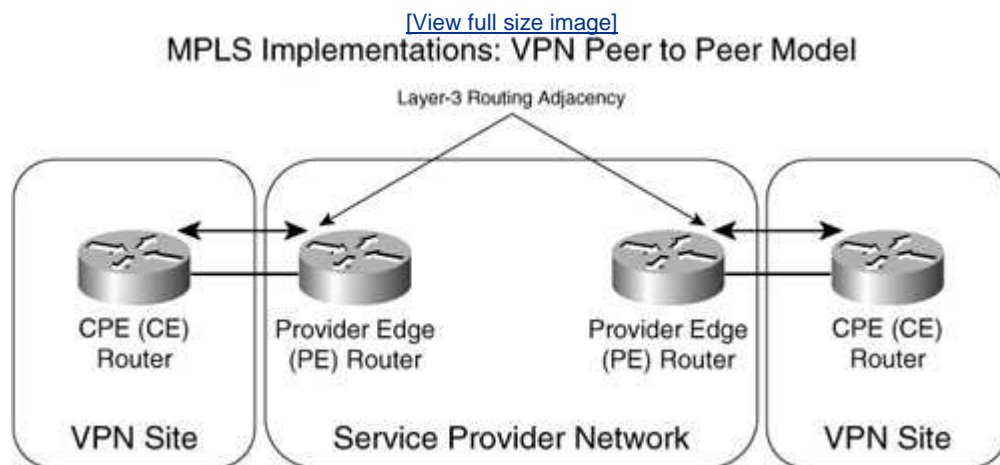 [View full size image]
MPLS Implementations: VPN Peer to Peer Model
Layer-3 Routing Adjacency
CPE (CE)
Router
Provider Edge
(PE) Router
Provider Edge
(PE) Router
CPE (CE)
Router
VPN Site
Service Provider Network
VPN Site